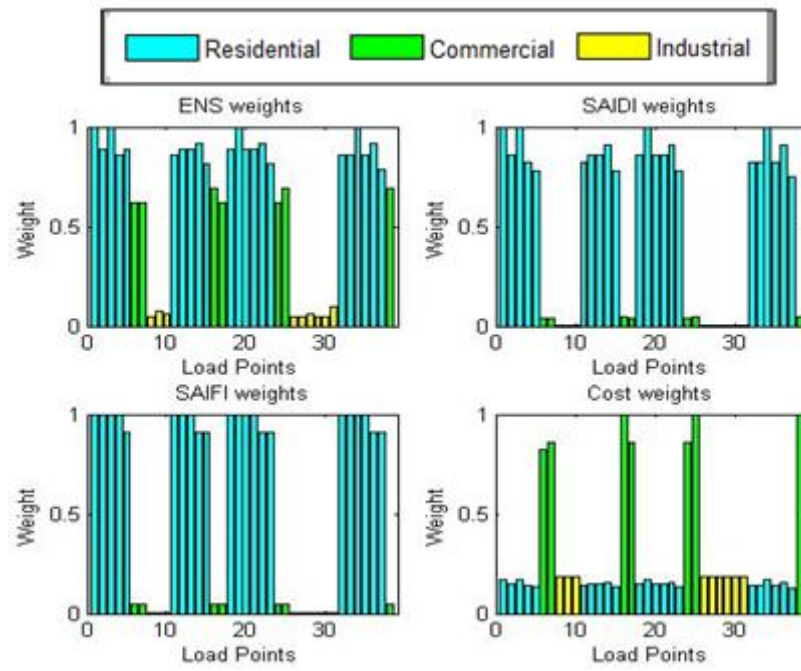 Residential Commercial Industrial
ENS weights SAIDI weights
1 1
0.5 0.5
0 0
Weight Weight
0 10 20 30 0 10 20 30
Load Points Load Points
SAIFI weights Cost weights
1 1
0.5 0.5
0 0
Weight Weight
0 10 20 30 0 10 20 30
Load Points Load Points